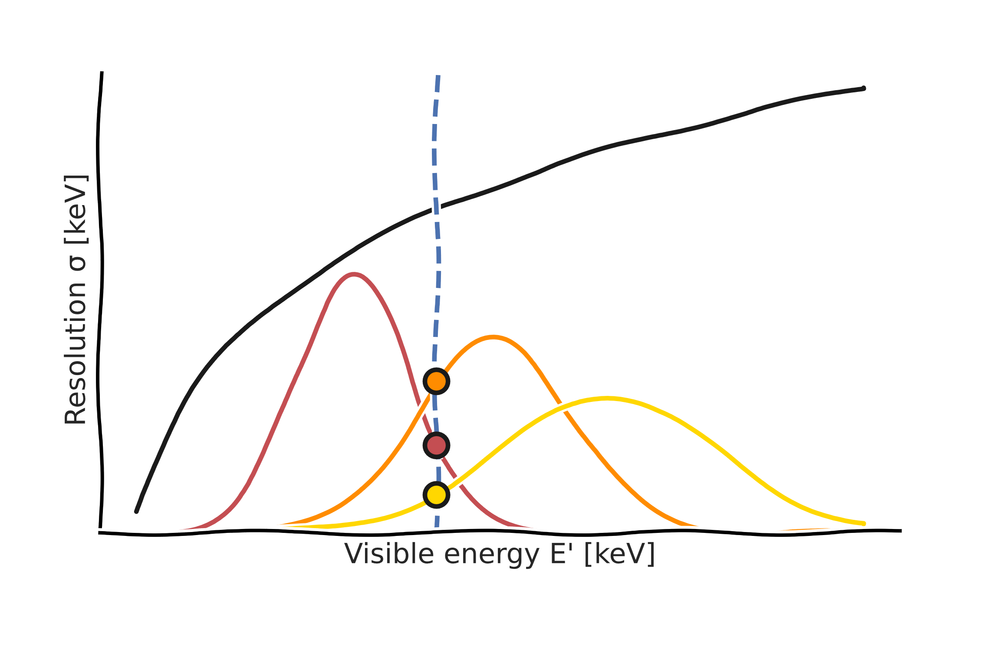 Resolution σ [keV]
Visible energy E' [keV]